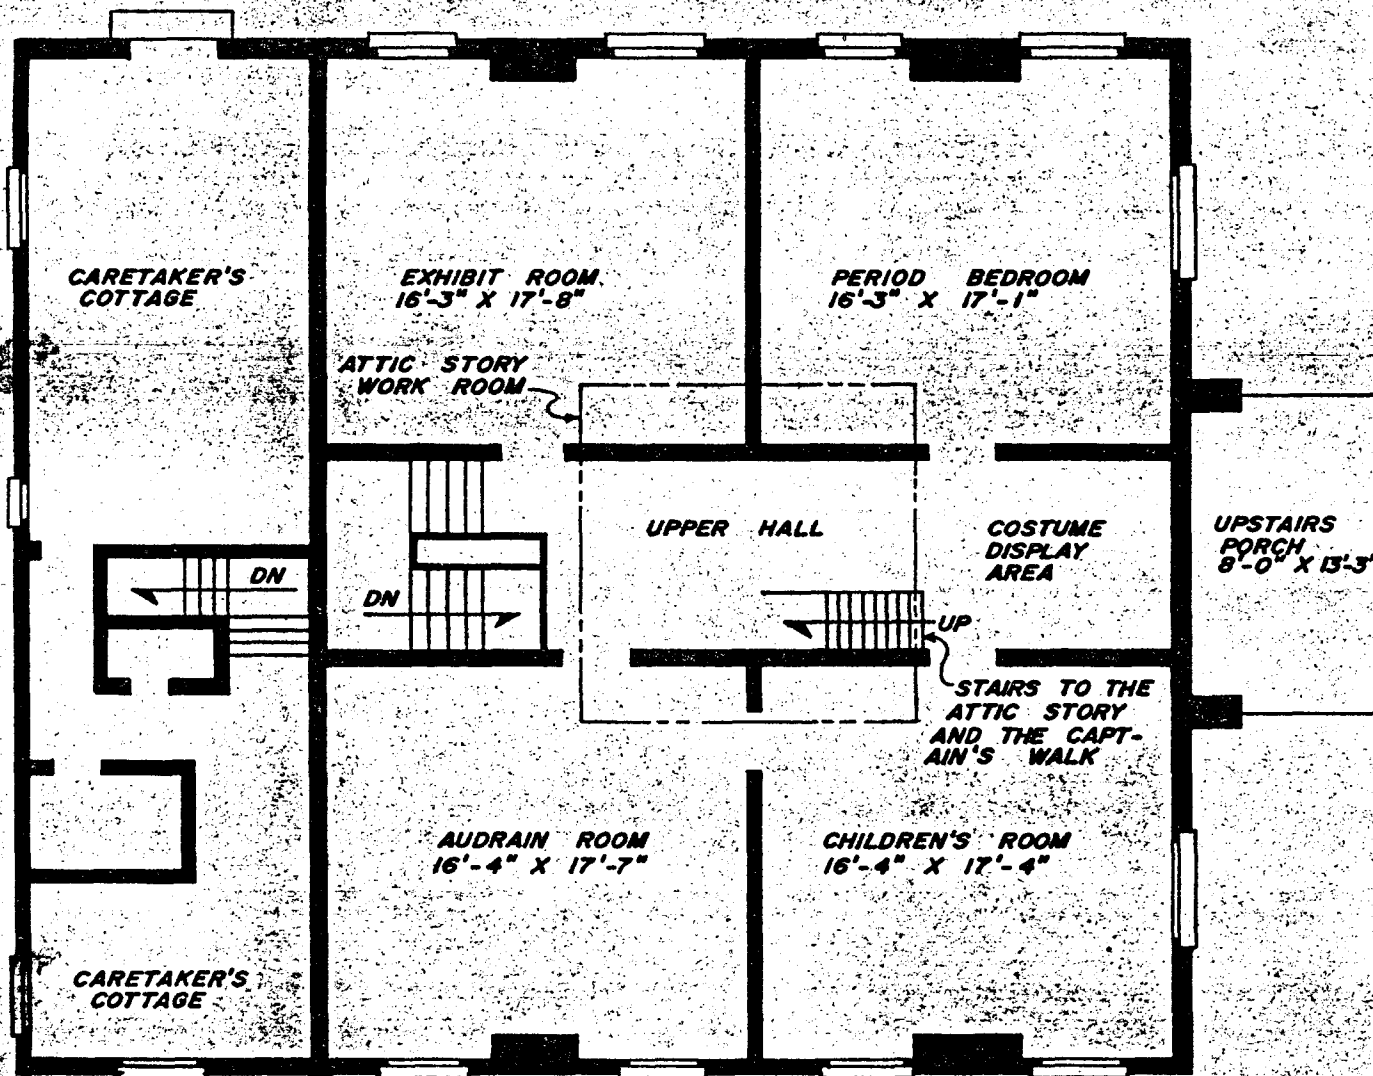 CARETAKER'S
COTTAGE
EXHIBIT ROOM
16'-3" X 17'-8"
PERIOD BEDROOM
16'-3" X 17'-1"
ATTIC STORY
WORK ROOM
UPPER HALL
COSTUME
DISPLAY
AREA
UPSTAIRS
PORCH
8'-0" X 13'-3"
DN
DN
UP
STAIRS TO THE
ATTIC STORY
AND THE CAPT-
AIN'S WALK
AUDRAIN ROOM
16'-4" X 17'-7"
CHILDREN'S ROOM
16'-4" X 17'-4"
CARETAKER'S
COTTAGE